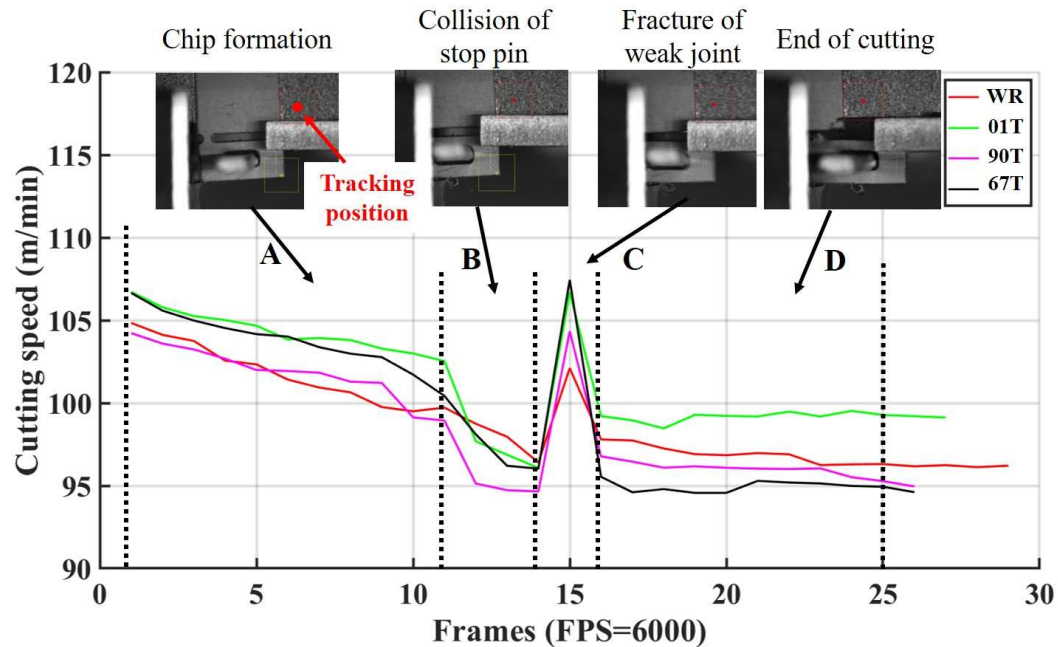 Chip formation
Collision of
stop pin
Fracture of
weak joint
End of cutting
Tracking
position
WR
01T
90T
67T
A
B
C
D
120
115
110
105
100
95
90
0
5
10
15
20
25
30
Cutting speed (m/min)
Frames (FPS=6000)